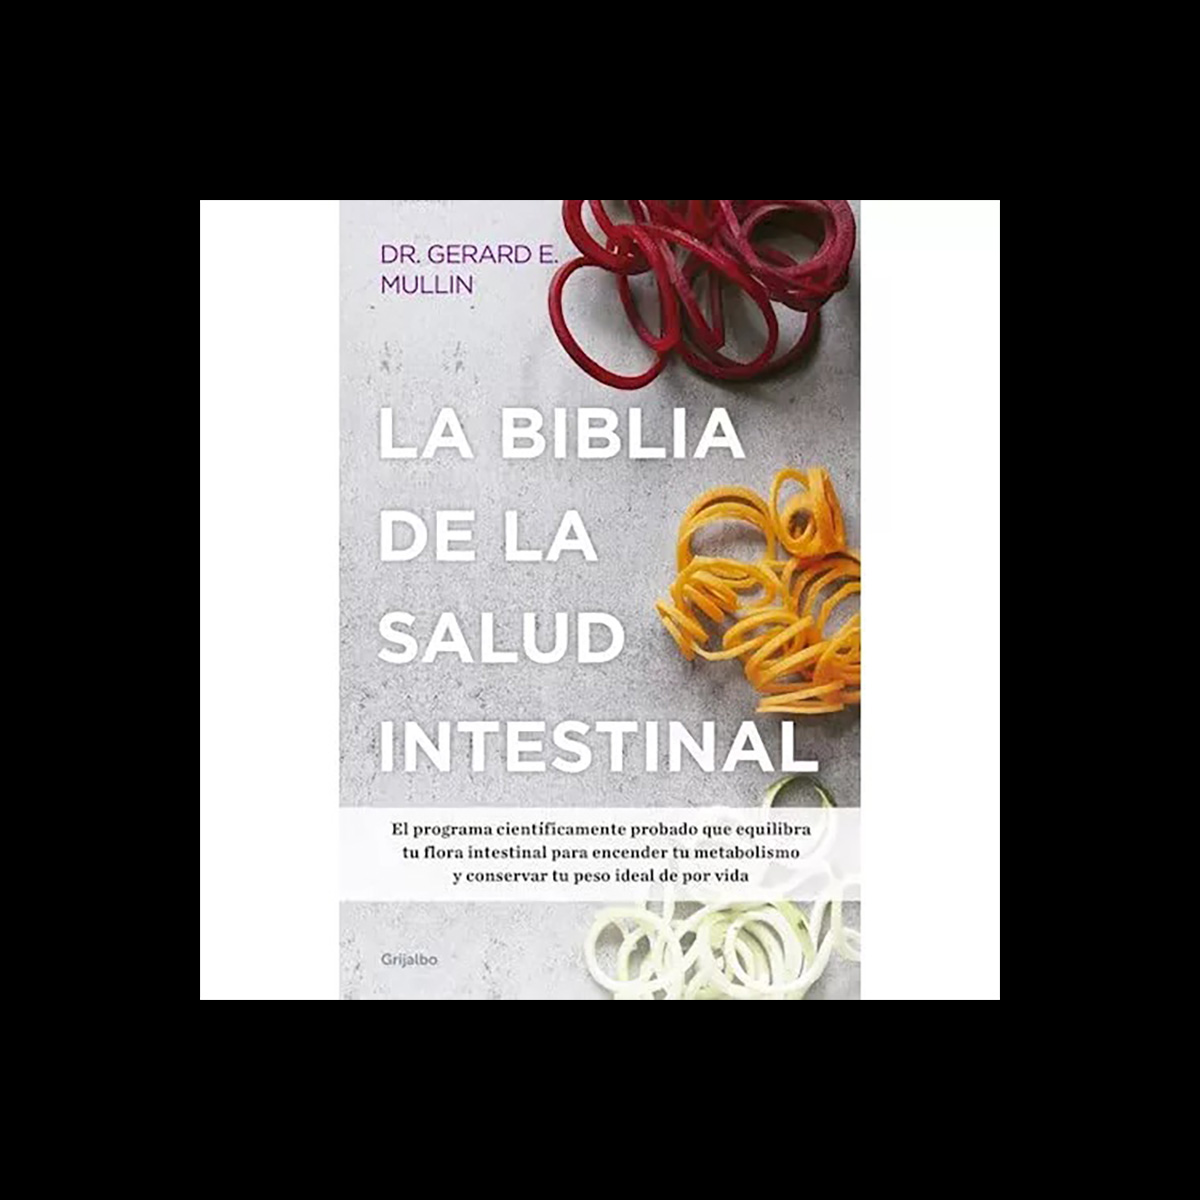 DR. GERARD E.
MULLIN
LA BIBLIA
DE LA
SALUD
INTESTINAL
El programa científicamente probado que equilibra
tu flora intestinal para encender tu metabolismo
y conservar tu peso ideal de por vida
Grijalbo